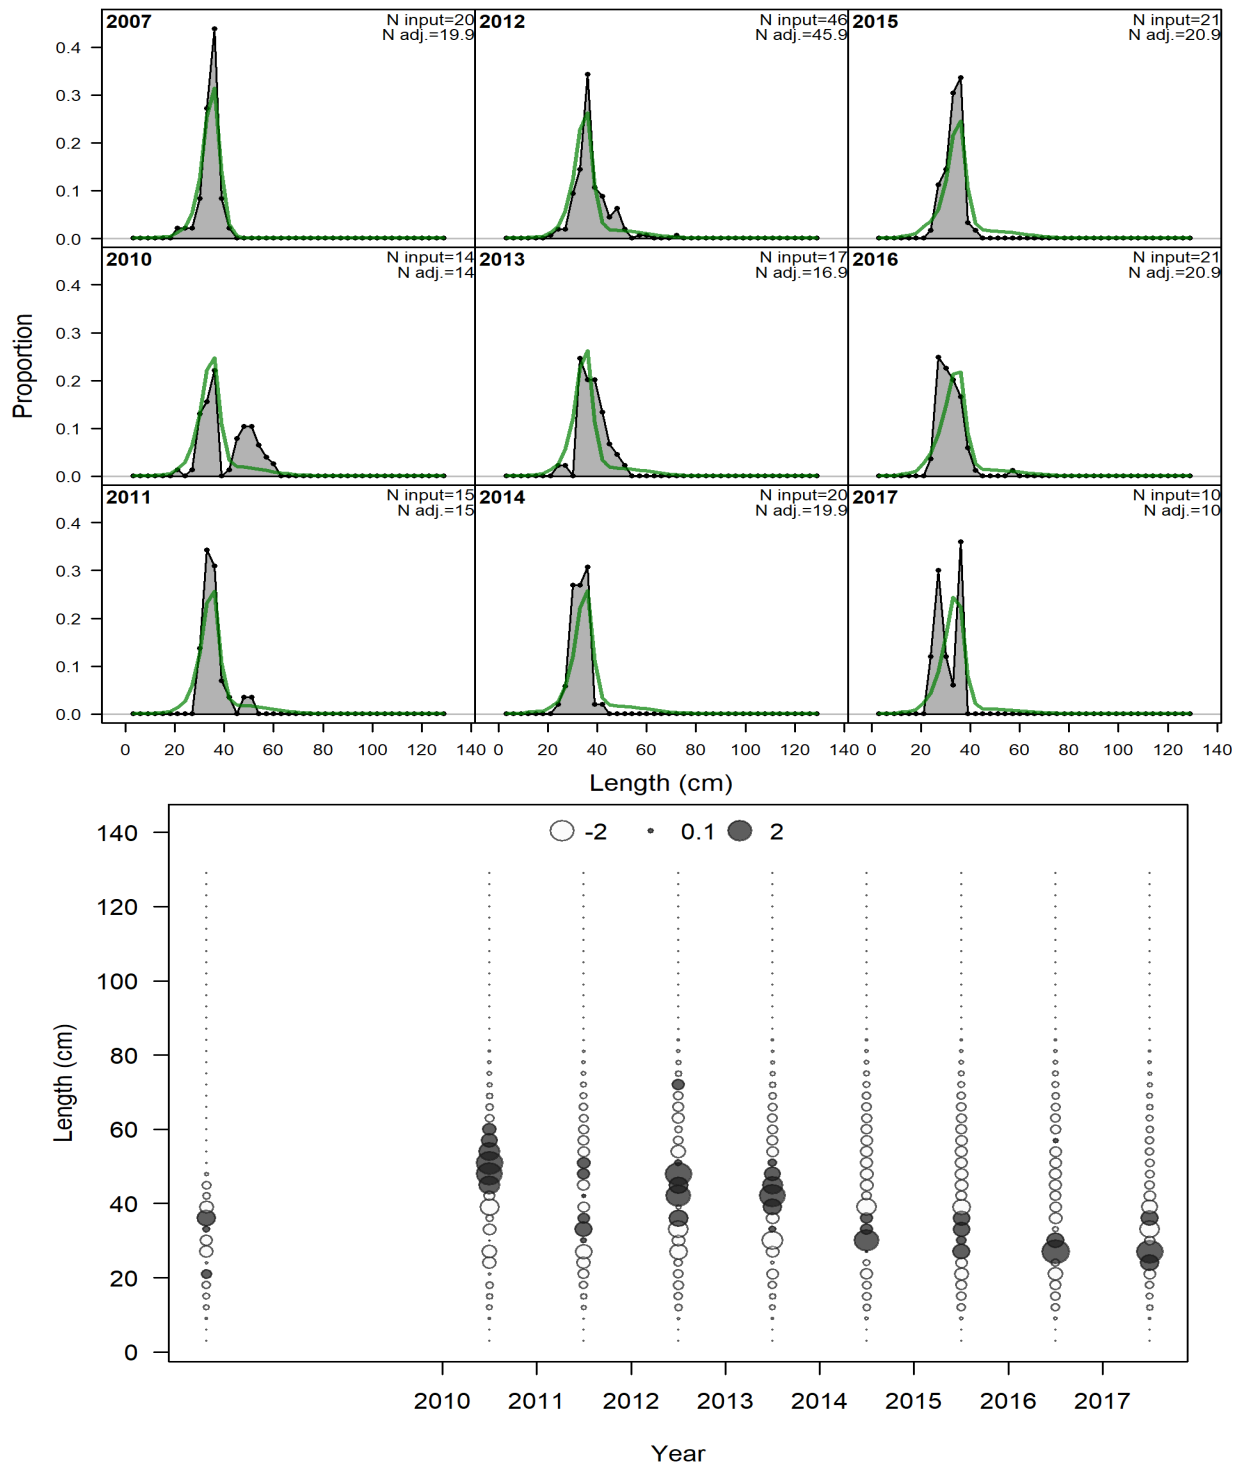 2007
N input=20
N adj.=19.9
2012
N input=46
N adj.=45.9
2015
N input=21
N adj.=20.9
0.4
0.3
0.2
0.1
0.0
2010
N input=14
N adj.=14
2013
N input=17
N adj.=16.9
2016
N input=21
N adj.=20.9
0.4
0.3
0.2
0.1
0.0
Proportion
2011
N input=15
N adj.=15
2014
N input=20
N adj.=19.9
2017
N input=10
N adj.=10
0.4
0.3
0.2
0.1
0.0
0 20 40 60 80 100 120 140 0 20 40 60 80 100 120 140 0 20 40 60 80 100 120 140
Length (cm)
-2 0.1 2
140
120
100
80
60
40
20
0
Length (cm)
2010 2011 2012 2013 2014 2015 2016 2017
Year